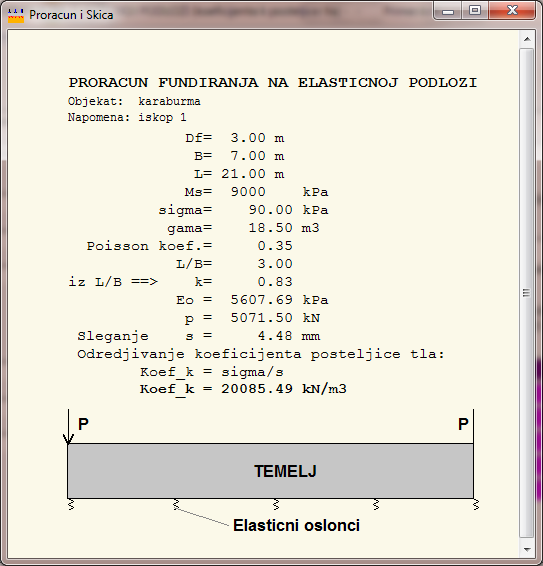 Proracun i Skica
PRORACUN FUNDIRANJA NA ELASTICNOJ PODLOZI
Objekat: karaburma
Napomena: iskop 1
Df= 3.00 m
B= 7.00 m
L= 21.00 m
Ms= 9000 kPa
sigma= 90.00 kPa
gama= 18.50 m3
Poisson koef.= 0.35
L/B= 3.00
iz L/B ==> k= 0.83
Eo = 5607.69 kPa
p = 5071.50 kN
Sleganje s = 4.48 mm
Odredjivanje koeficijenta posteljice tla:
Koef_k = sigma/s
Koef_k = 20085.49 kN/m3
P P
TEMELJ
Elasticni oslonci